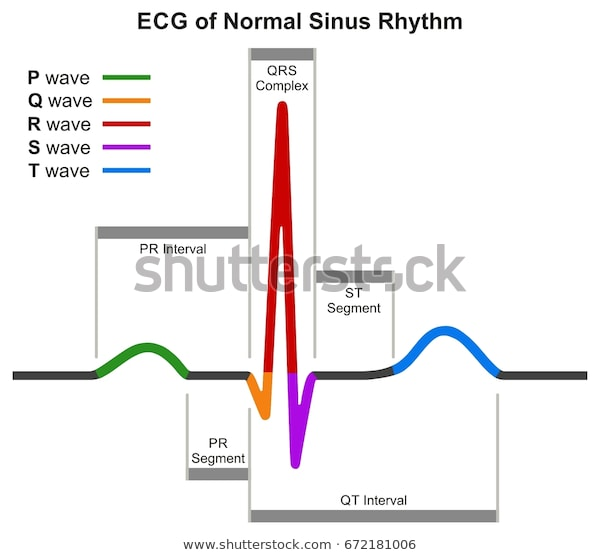 ECG of Normal Sinus Rhythm
P wave
Q wave
R wave
S wave
T wave
QRS
Complex
PR Interval
shutterstock
ST
Segment
PR
Segment
QT Interval
shutterstock.com · 672181006